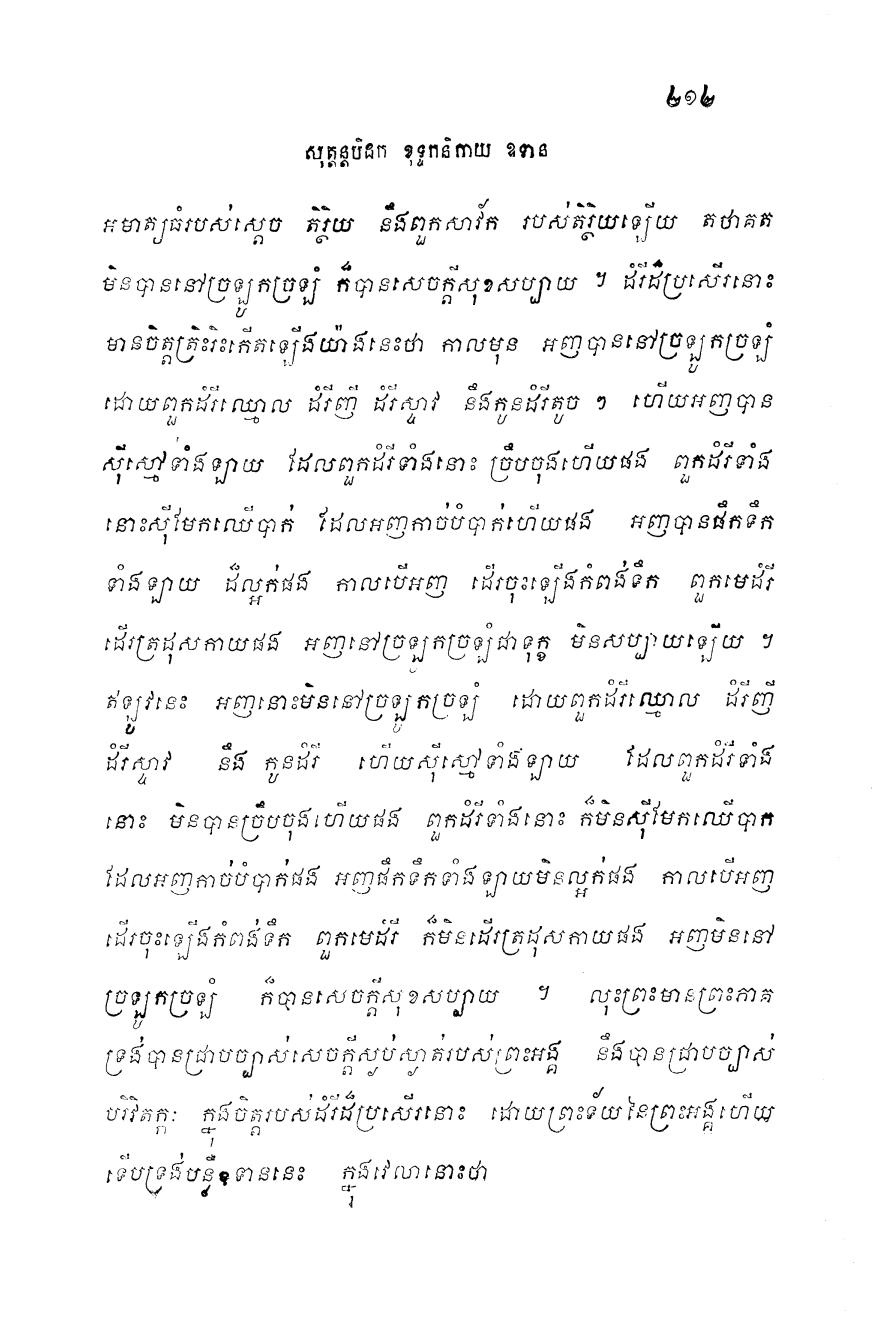 ២១២
សុត្តន្តបិដក ខុទ្ទកនិកាយ ឧទាន
អមាត្យធំរបស់ស្តេច តិរ្ថិយ នឹងពួកសាវ័ក របស់តិរ្ថិយឡើយ តថាគត
មិនបាននៅច្រឡូកច្រឡំ ក៏បានសេចក្តីសុខសប្បាយ ។ ដំរីដ៏ប្រសើរនោះ
មានចិត្តត្រិះរិះកើតឡើងយ៉ាងនេះថា កាលមុន អញបាននៅច្រឡូកច្រឡំ
ដោយពួកដំរីឈ្មោល ដំរីញី ដំរីស្ទាវ នឹងកូនដំរីតូច ៗ ហើយអញបាន
ស៊ីស្មៅទាំងឡាយ ដែលពួកដំរីទាំងនោះ ច្រឹបចុងហើយផង ពួកដំរីទាំង
នោះស៊ីមែកឈើបាក់ ដែលអញកាច់បំបាក់ហើយផង អញបានផឹកទឹក
ទាំងឡាយ ដ៏ល្អក់ផង កាលបើអញ ដើរចុះឡើងកំពង់ទឹក ពួកមេដំរី
ដើរត្រដុសកាយផង អញនៅច្រឡូកច្រឡំជាទុក្ខ មិនសប្បាយឡើយ ។
ឥឡូវនេះ អញនោះមិននៅច្រឡូកច្រឡំ ដោយពួកដំរីឈ្មោល ដំរីញី
ដំរីស្ទាវ នឹង កូនដំរី ហើយស៊ីស្មៅទាំងឡាយ ដែលពួកដំរីទាំង
នោះ មិនបានច្រឹបចុងហើយផង ពួកដំរីទាំងនោះ ក៏មិនស៊ីមែកឈើបាក
ដែលអញកាច់បំបាក់ផង អញផឹកទឹកទាំងឡាយមិនល្អក់ផង កាលបើអញ
ដើរចុះឡើងកំពង់ទឹក ពួកមេដំរី ក៏មិនដើរត្រដុសកាយផង អញមិននៅ
ច្រឡូកច្រឡំ ក៏បានសេចក្តីសុខសប្បាយ ។ លុះព្រះមានព្រះភាគ
ទ្រង់បានជ្រាបច្បាស់សេចក្តីស្ងប់ស្ងាត់របស់ព្រះអង្គ នឹងបានជ្រាបច្បាស់
បរិវិតក្កៈ ក្នុងចិត្តរបស់ដំរីដ៏ប្រសើរនោះ ដោយព្រះទ័យនៃព្រះអង្គហើយ
ទើបទ្រង់បន្លឺឧទាននេះ ក្នុងវេលានោះថា